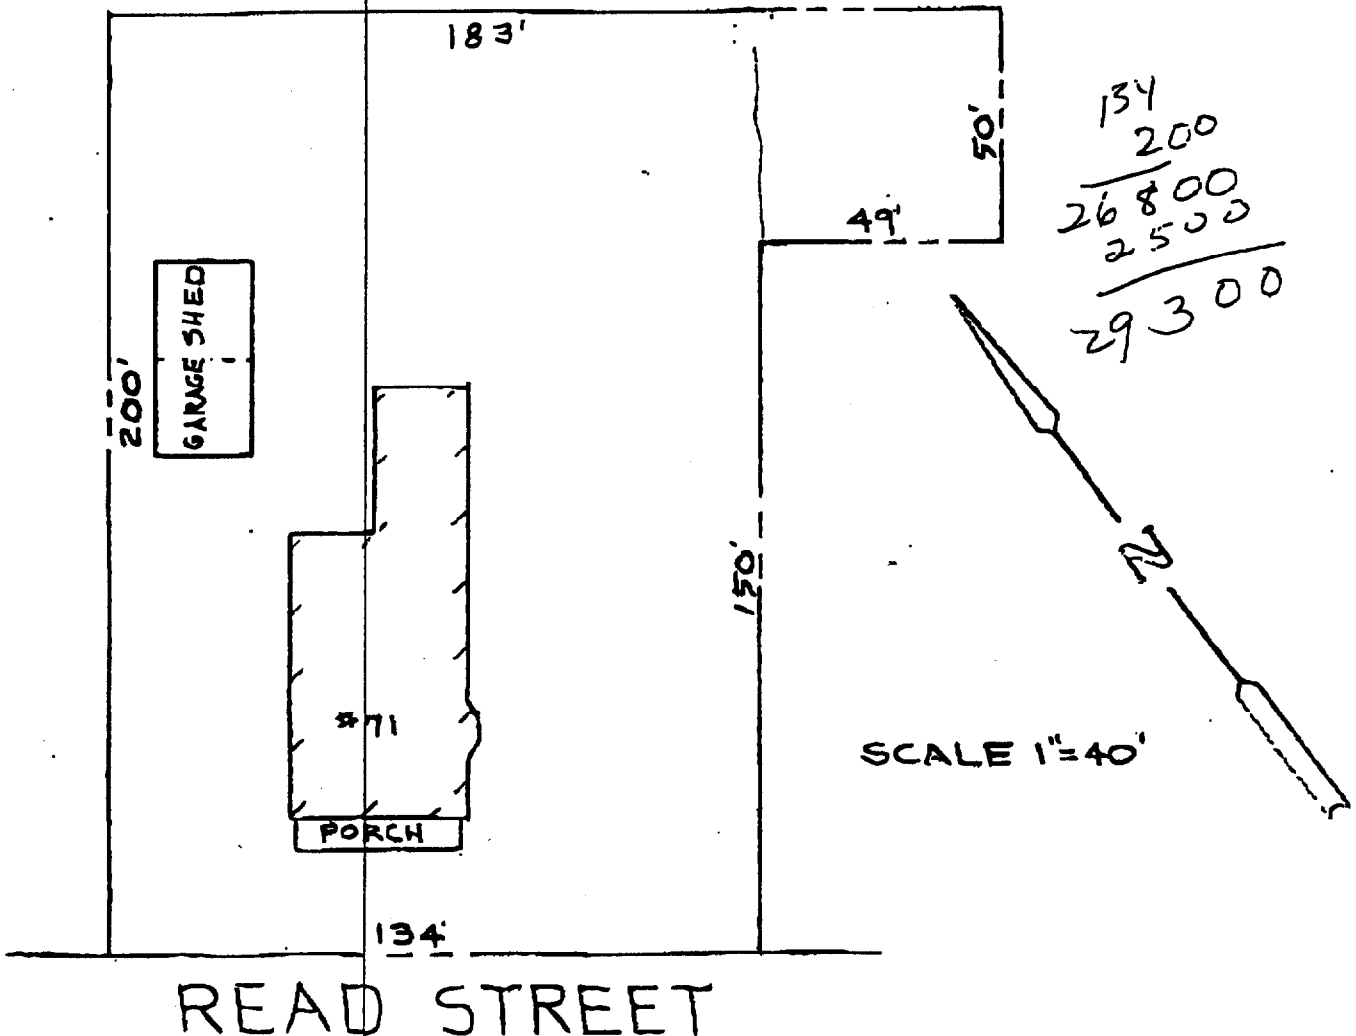 183'
134
200
26800
2500
29300
50'
49'
GARAGE SHED
200'
150'
N
#71
SCALE 1"=40'
PORCH
134'
READ STREET